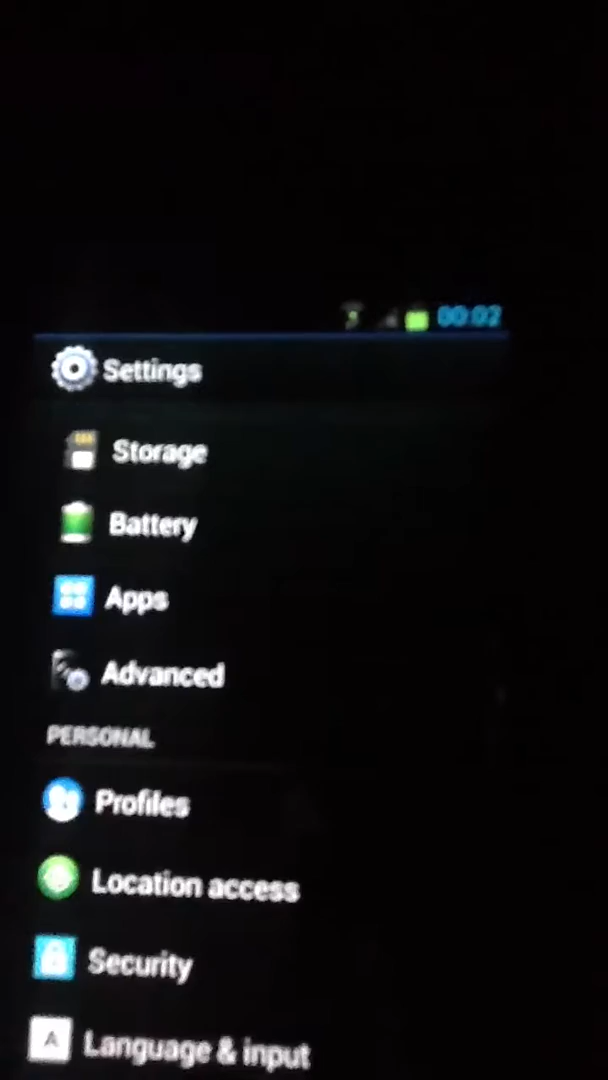 00:02
Settings
Storage
Battery
Apps
Advanced
PERSONAL
Profiles
Location access
Security
A Language & input